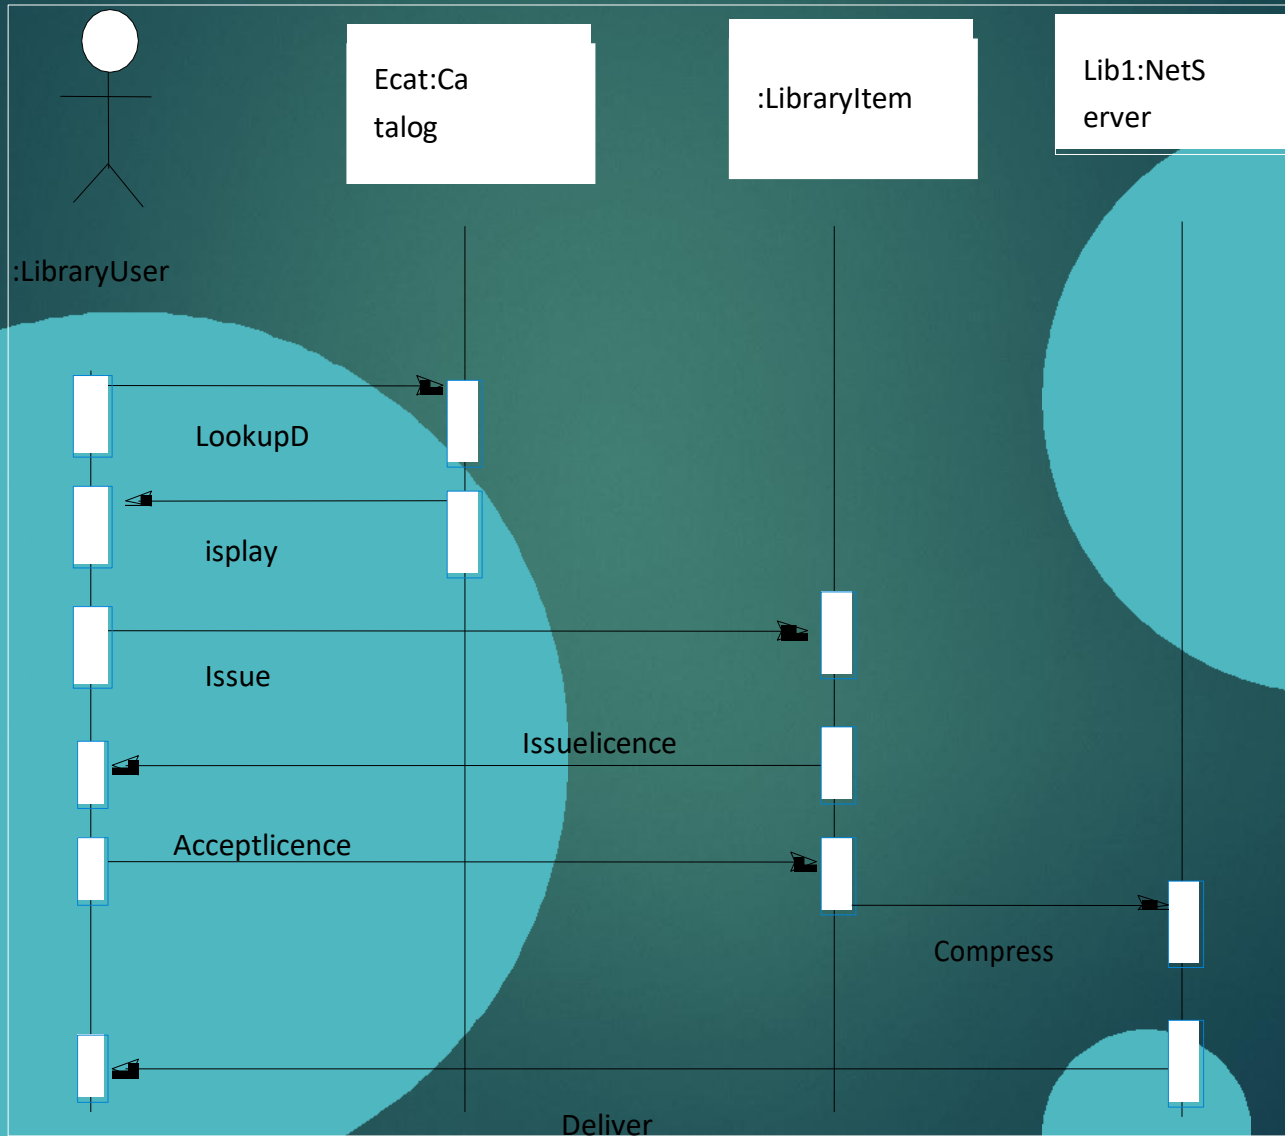 Ecat:Ca
talog
:LibraryItem
Lib1:NetS
erver
:LibraryUser
LookupD
isplay
Issue
Issuelicence
Acceptlicence
Compress
Deliver